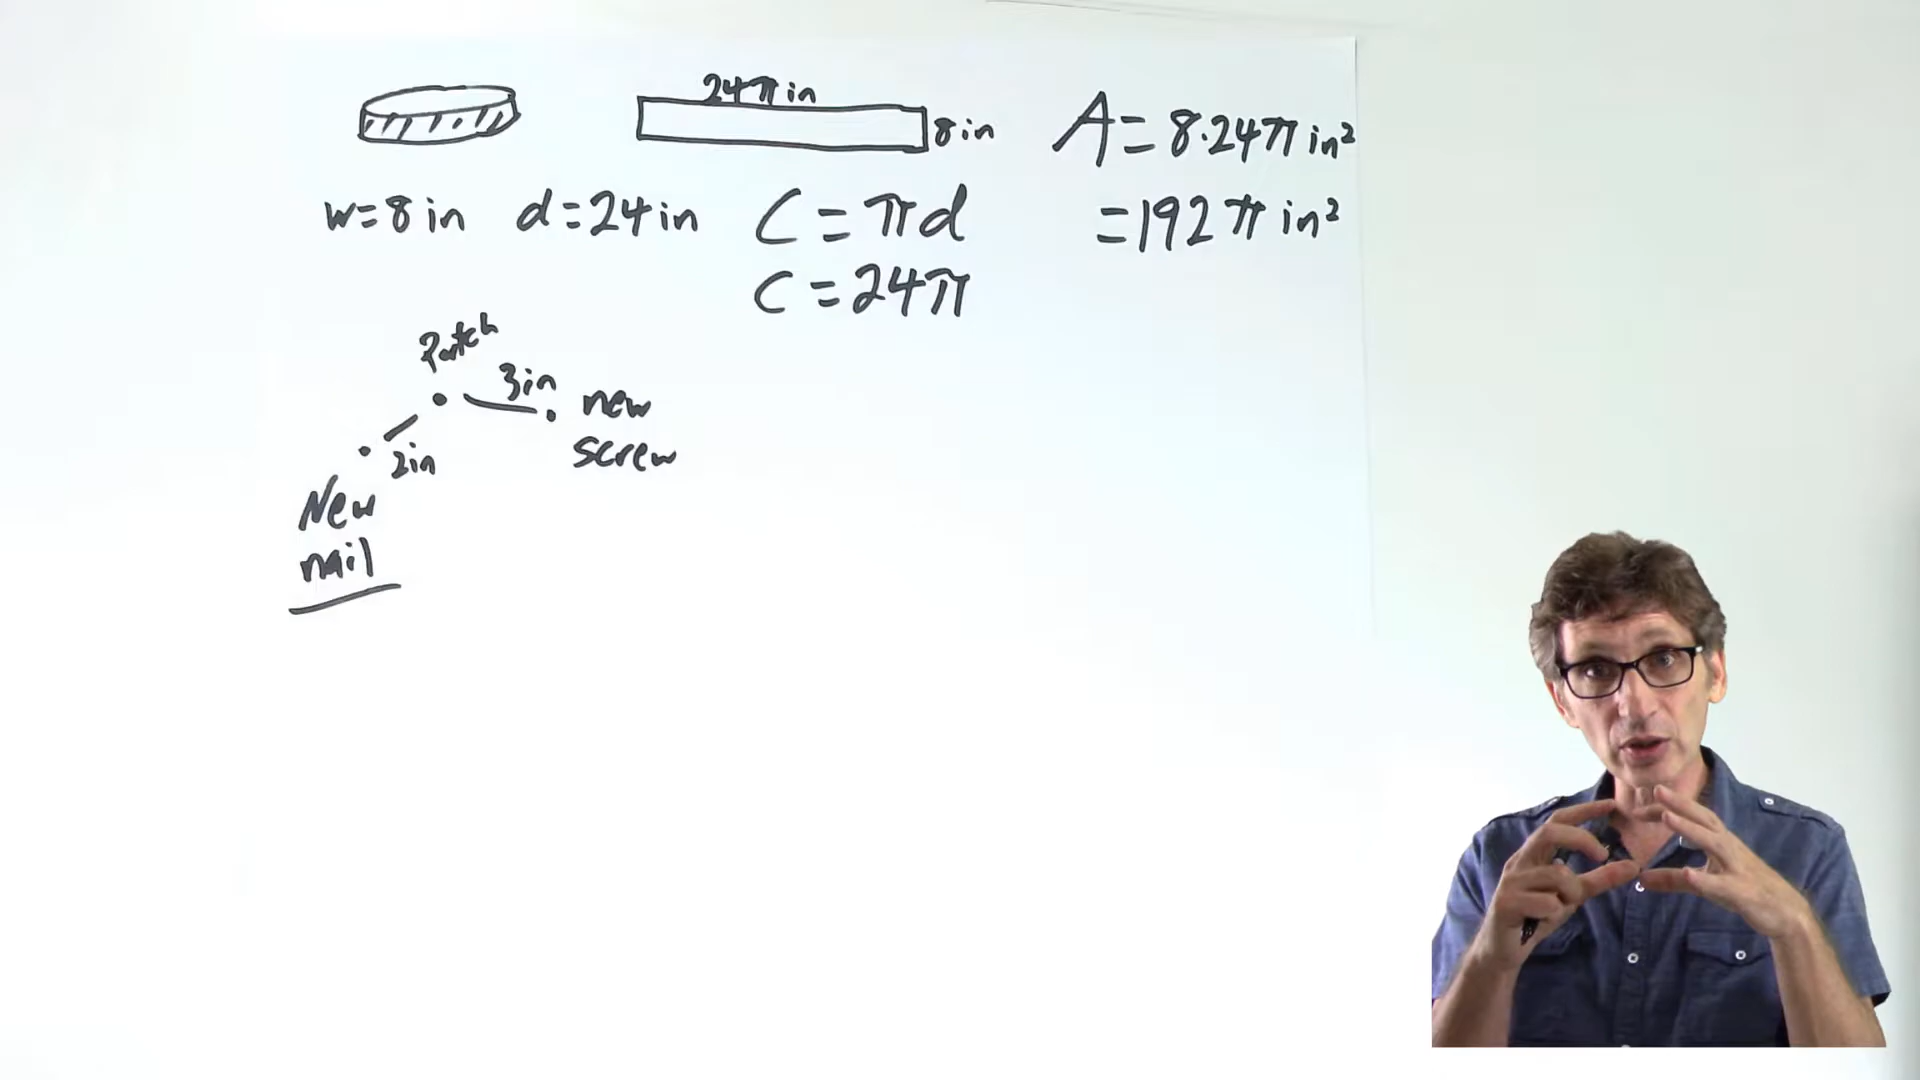 24π in
8 in
A = 8·24π in²
w = 8 in d = 24 in C = πd
= 192 π in²
C = 24π
Patch
3in
new
screw
2in
New
nail